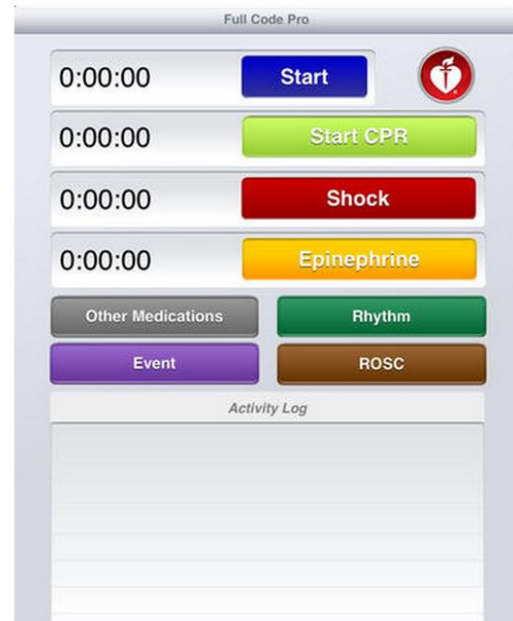 Full Code Pro
0:00:00 Start
0:00:00 Start CPR
0:00:00 Shock
0:00:00 Epinephrine
Other Medications Rhythm
Event ROSC
Activity Log